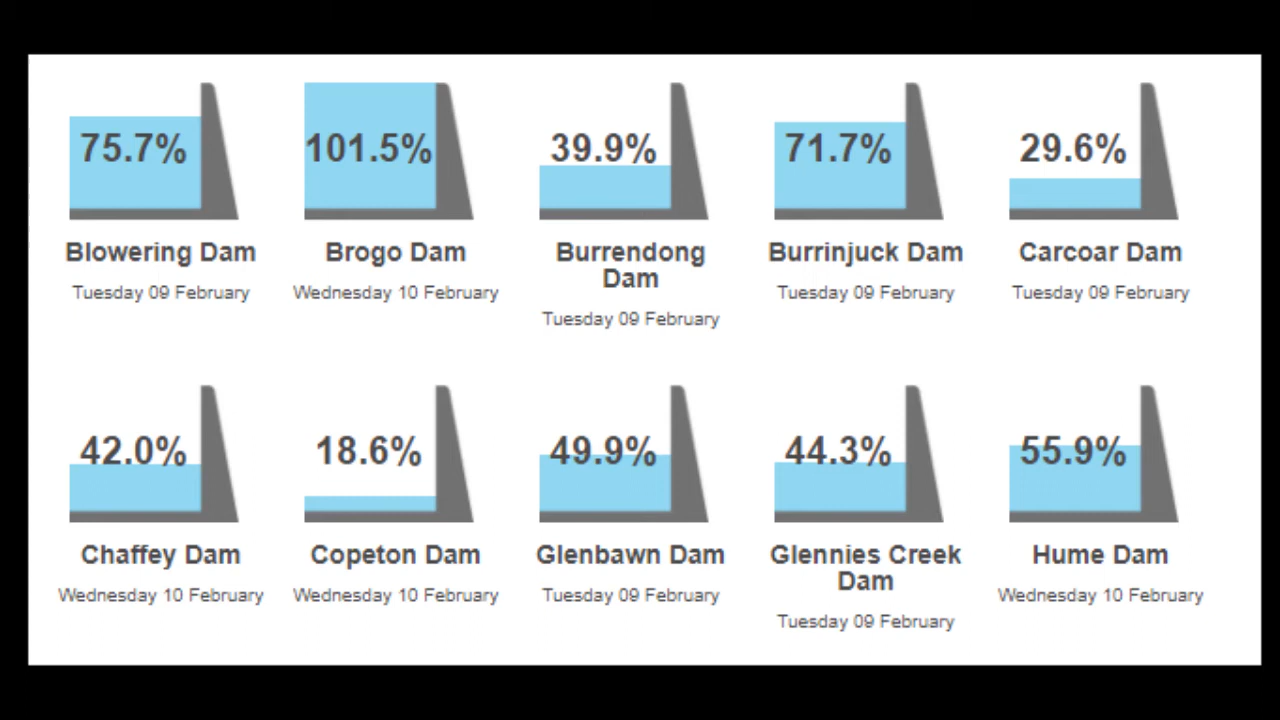 75.7% 101.5% 39.9% 71.7% 29.6%
Blowering Dam Brogo Dam Burrendong Burrinjuck Dam Carcoar Dam
Dam
Tuesday 09 February Wednesday 10 February Tuesday 09 February Tuesday 09 February
Tuesday 09 February
42.0% 18.6% 49.9% 44.3% 55.9%
Chaffey Dam Copeton Dam Glenbawn Dam Glennies Creek Hume Dam
Dam
Wednesday 10 February Wednesday 10 February Tuesday 09 February Wednesday 10 February
Tuesday 09 February